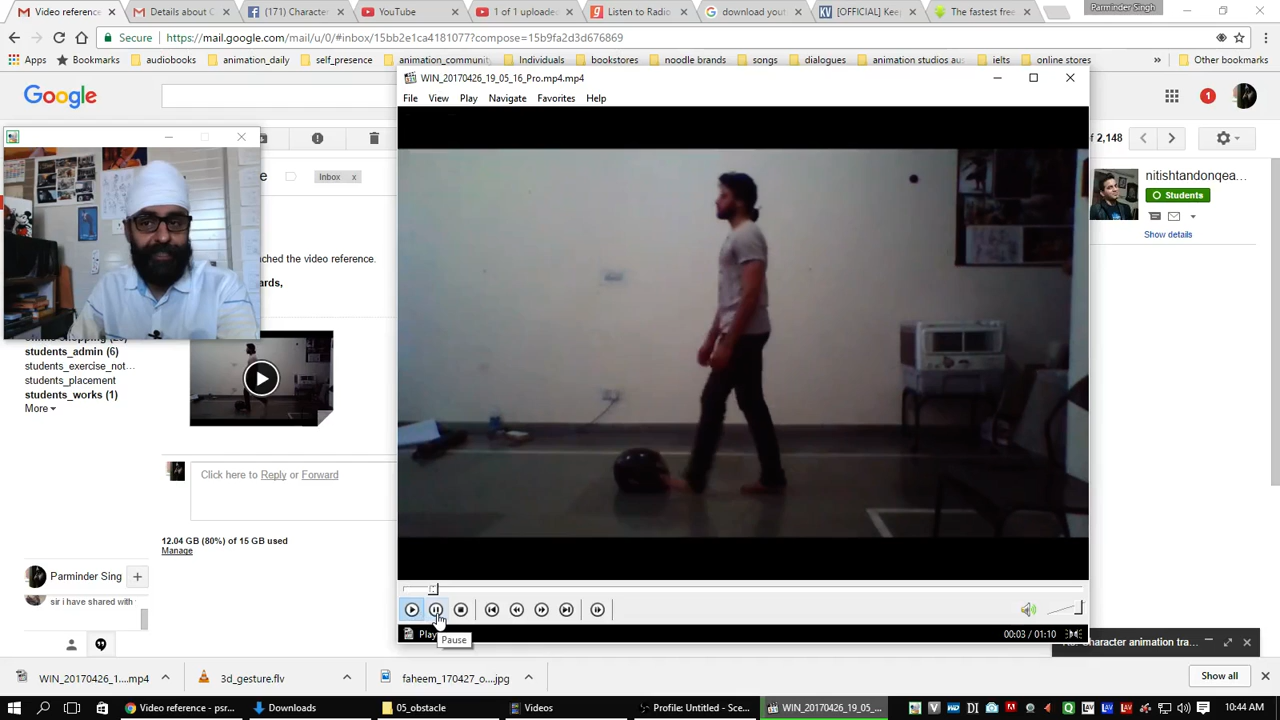 Video reference
Details about C
(171) Character
YouTube
1 of 1 uploade
Listen to Radio
download yout
[OFFICIAL] Kee
The fastest free
Parminder Singh
Secure
https://mail.google.com/mail/u/0/#inbox/15bb2e1ca4181077?compose=15b9fa2d3d676869
Apps
Bookmarks
audiobooks
animation_daily
self_presence
animation_communit
Individuals
bookstores
noodle brands
songs
dialogues
animation studios aus
ielts
online stores
»
Other bookmarks
Google
WIN_20170426_19_05_16_Pro.mp4.mp4
File View Play Navigate Favorites Help
1
of 2,148
Inbox x
nitishtandonqea...
Students
Show details
ached the video reference.
ards,
students_admin (6)
students_exercise_not...
students_placement
students_works (1)
More
Click here to Reply or Forward
12.04 GB (80%) of 15 GB used
Manage
Parminder Sing
sir i have shared with
Pause
00:03 / 01:10
Character animation tra...
WIN_20170426_1....mp4
3d_gesture.flv
faheem_170427_o....jpg
Show all
Video reference - psr...
Downloads
05_obstacle
Videos
Profile: Untitled - Sce...
WIN_20170426_19_05_...
10:44 AM